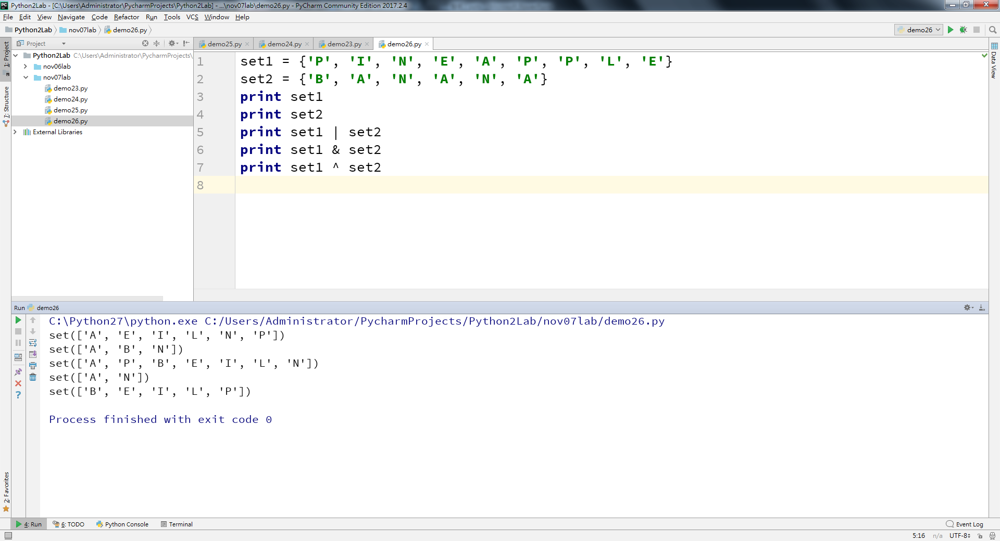 Python2Lab - [C:\Users\Administrator\PycharmProjects\Python2Lab] - ...\nov07lab\demo26.py - PyCharm Community Edition 2017.2.4
File Edit View Navigate Code Refactor Run Tools VCS Window Help
Python2Lab nov07lab demo26.py demo26
Project
demo25.py demo24.py demo23.py demo26.py
1: Project
7: Structure
Python2Lab C:\Users\Administrator\PycharmProjects\
nov06lab
nov07lab
demo23.py
demo24.py
demo25.py
demo26.py
External Libraries
1 set1 = {'P', 'I', 'N', 'E', 'A', 'P', 'P', 'L', 'E'}
2 set2 = {'B', 'A', 'N', 'A', 'N', 'A'}
3 print set1
4 print set2
5 print set1 | set2
6 print set1 & set2
7 print set1 ^ set2
8
Data View
Run demo26
C:\Python27\python.exe C:/Users/Administrator/PycharmProjects/Python2Lab/nov07lab/demo26.py
set(['A', 'E', 'I', 'L', 'N', 'P'])
set(['A', 'B', 'N'])
set(['A', 'P', 'B', 'E', 'I', 'L', 'N'])
set(['A', 'N'])
set(['B', 'E', 'I', 'L', 'P'])
Process finished with exit code 0
2: Favorites
4: Run 6: TODO Python Console Terminal Event Log
5:16 n/a UTF-8